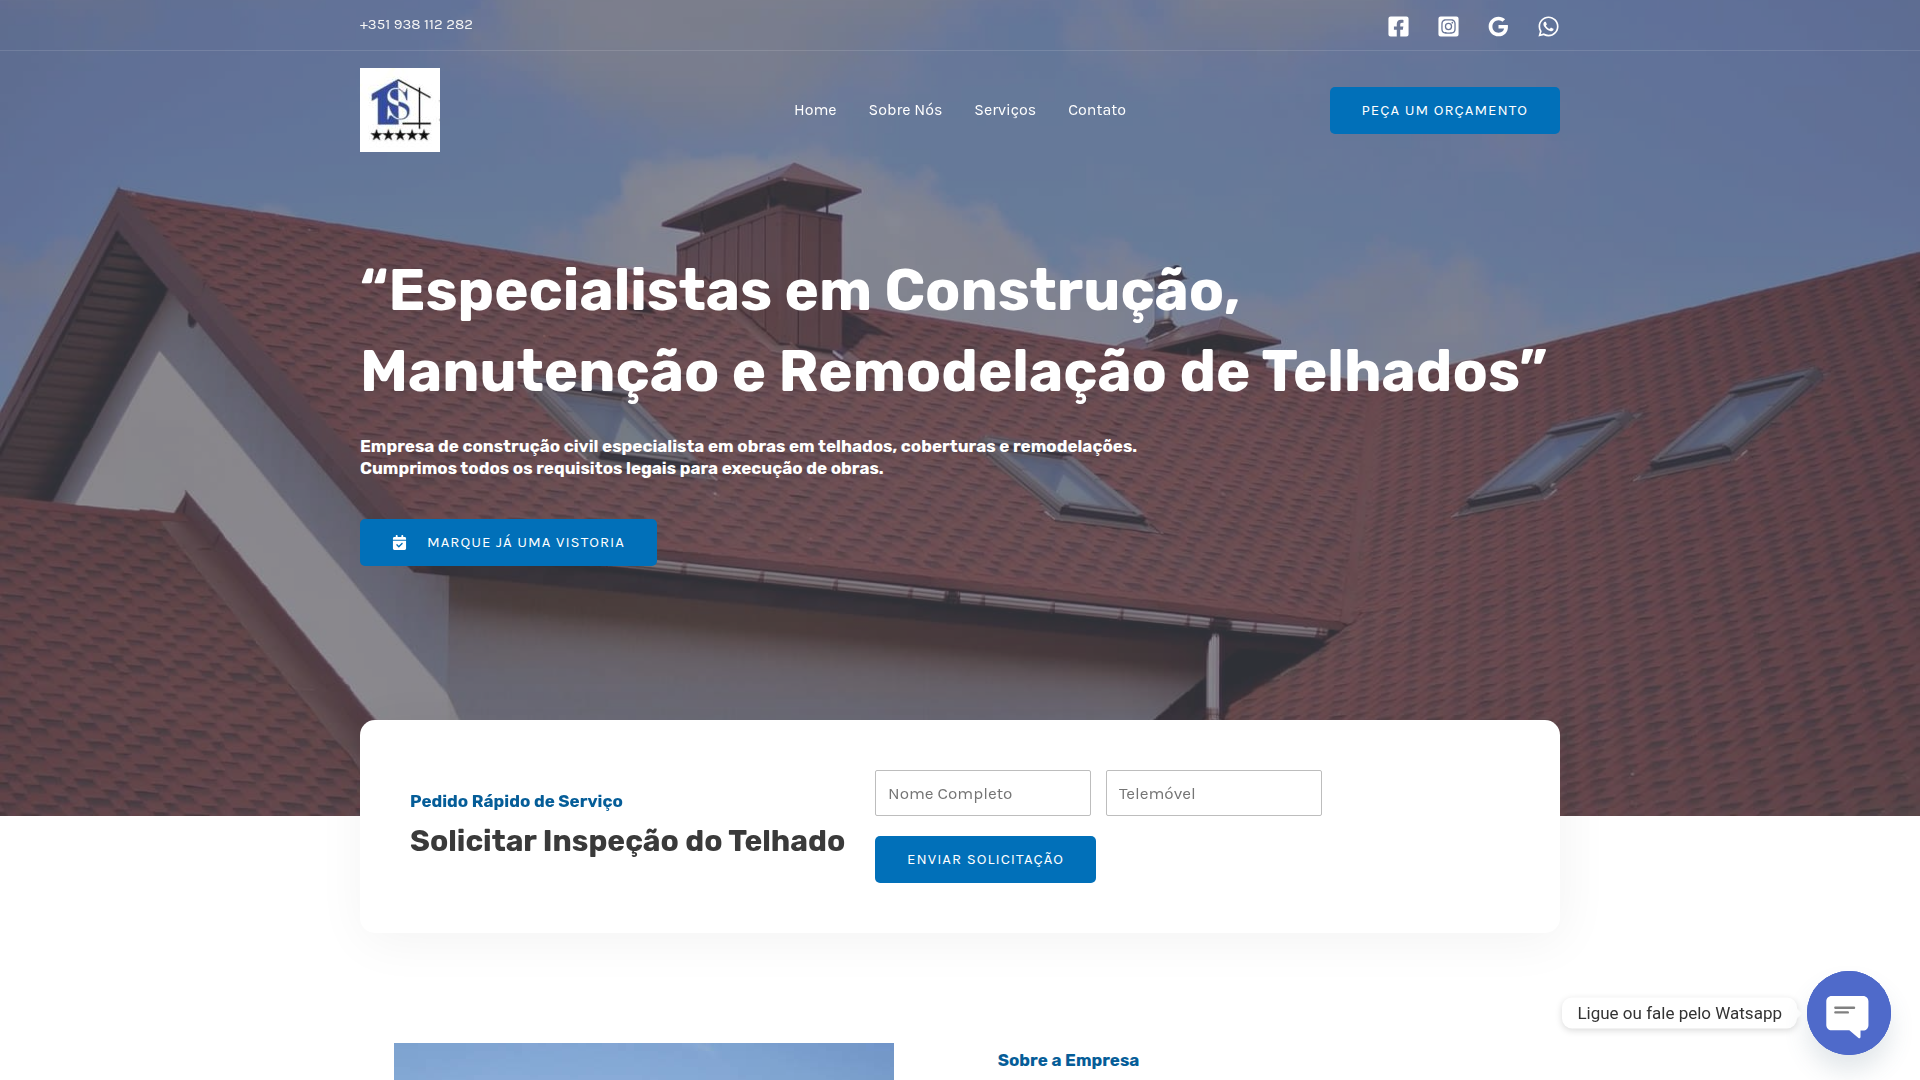 +351 938 112 282
S
★★★★★
Home
Sobre Nós
Serviços
Contato
PEÇA UM ORÇAMENTO
“Especialistas em Construção,
Manutenção e Remodelação de Telhados”
Empresa de construção civil especialista em obras em telhados, coberturas e remodelações.
Cumprimos todos os requisitos legais para execução de obras.
MARQUE JÁ UMA VISTORIA
Pedido Rápido de Serviço
Solicitar Inspeção do Telhado
Nome Completo
Telemóvel
ENVIAR SOLICITAÇÃO
Ligue ou fale pelo Watsapp
Sobre a Empresa